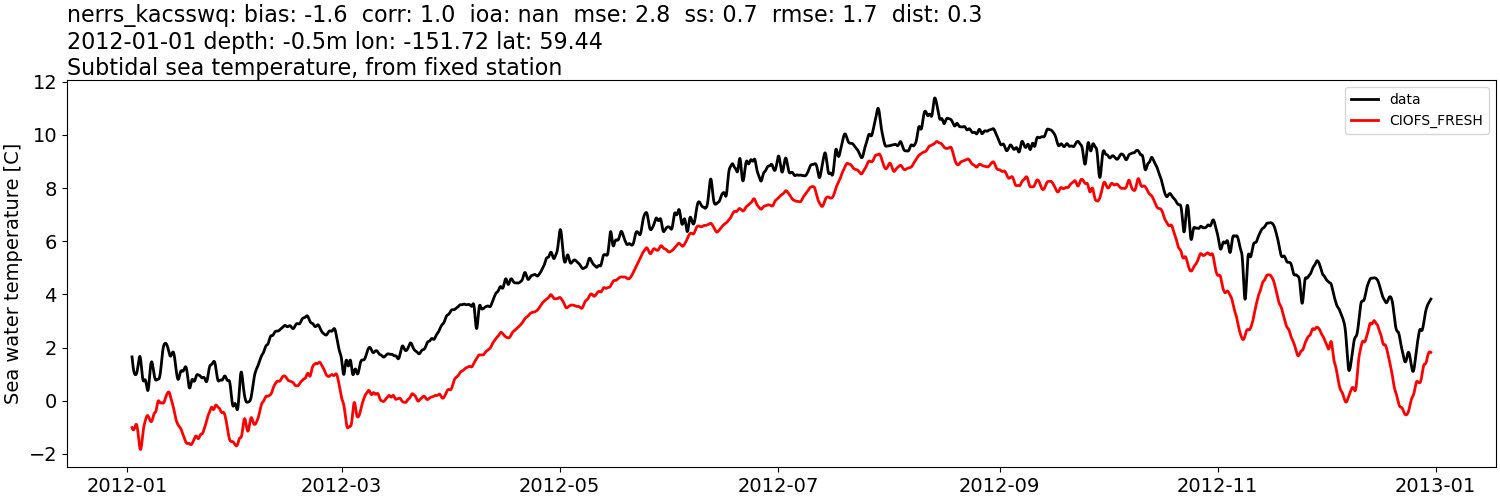 nerrs_kacsswq: bias: -1.6 corr: 1.0 ioa: nan mse: 2.8 ss: 0.7 rmse: 1.7 dist: 0.3
2012-01-01 depth: -0.5m lon: -151.72 lat: 59.44
Subtidal sea temperature, from fixed station
12
10
8
6
4
2
0
−2
Sea water temperature [C]
data
CIOFS_FRESH
2012-01
2012-03
2012-05
2012-07
2012-09
2012-11
2013-01